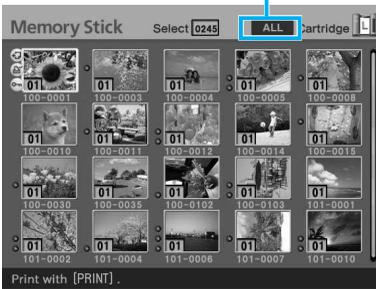 Memory Stick Select 0245 ALL Cartridge L
01 01 01 01 01
100-0001 100-0003 100-0004 100-0005 100-0008
01 01 01 01 01
100-0010 100-0011 100-0012 100-0014 100-0015
01 01 01 01 01
100-0030 100-0035 100-0102 100-0103 101-0001
01 01 01 01 01
101-0002 101-0004 101-0006 101-0007 101-0010
Print with [PRINT] .